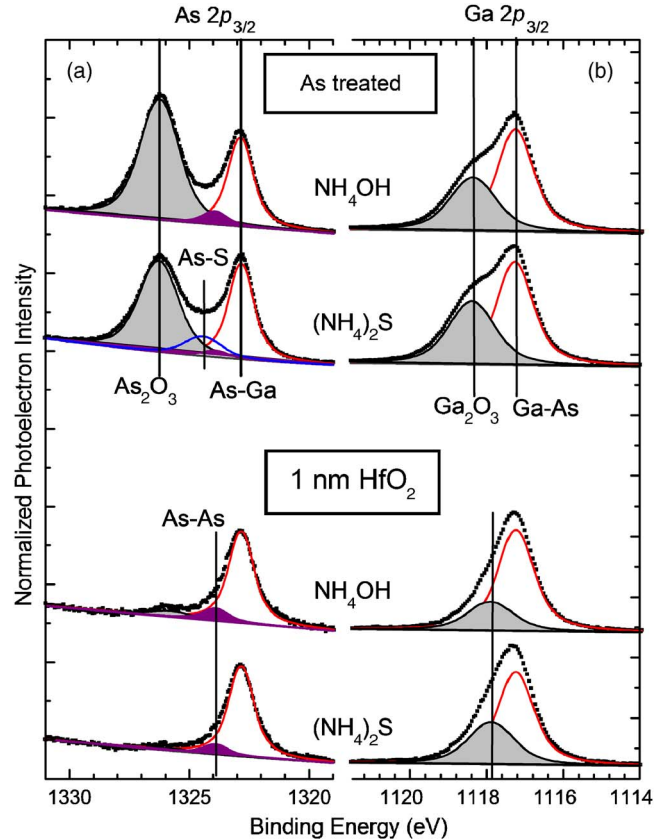 As 2p3/2 Ga 2p3/2
(a) As treated (b)
NH4OH
As-S
(NH4)2S
As2O3 As-Ga Ga2O3 Ga-As
1 nm HfO2
As-As
NH4OH
(NH4)2S
1330 1325 1320 1120 1118 1116 1114
Binding Energy (eV)
Normalized Photoelectron Intensity